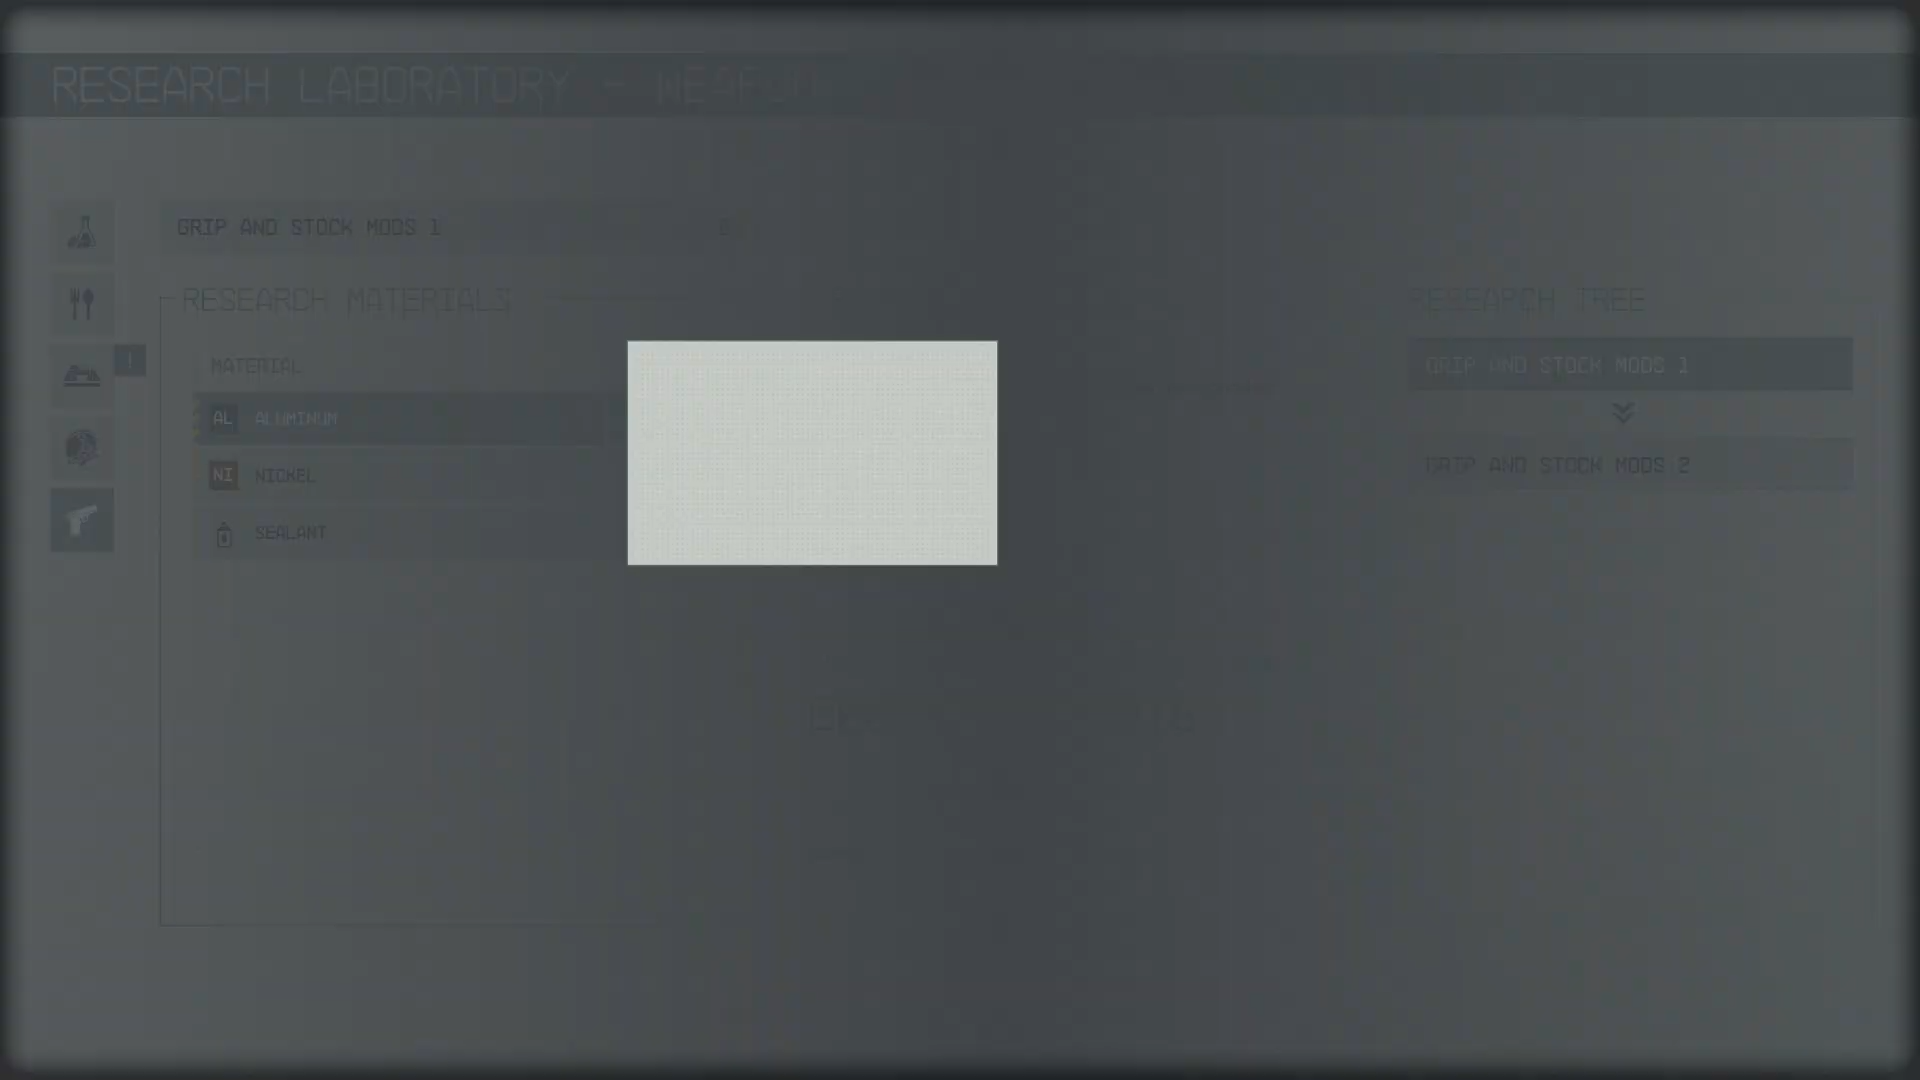 RESEARCH LABORATORY - WEAPON
GRIP AND STOCK MODS 1
RESEARCH MATERIALS
MATERIAL
AL ALUMINUM
NI NICKEL
SEALANT
!
RESEARCH TREE
GRIP AND STOCK MODS 1
GRIP AND STOCK MODS 2